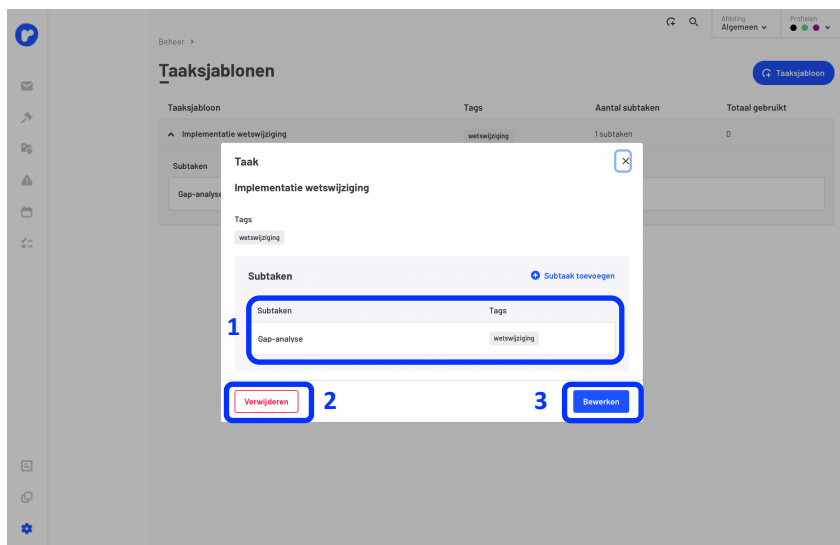 Afdeling
Algemeen
Profielen
Beheer >
Taaksjablonen
Taaksjabloon
Taaksjabloon Tags Aantal subtaken Totaal gebruikt
Implementatie wetswijziging wetswijziging 1 subtaken 0
Subtaken
Gap-analyse
Taak
Implementatie wetswijziging
Tags
wetswijziging
Subtaken Subtaak toevoegen
Subtaken Tags
1
Gap-analyse wetswijziging
Verwijderen 2 3 Bewerken